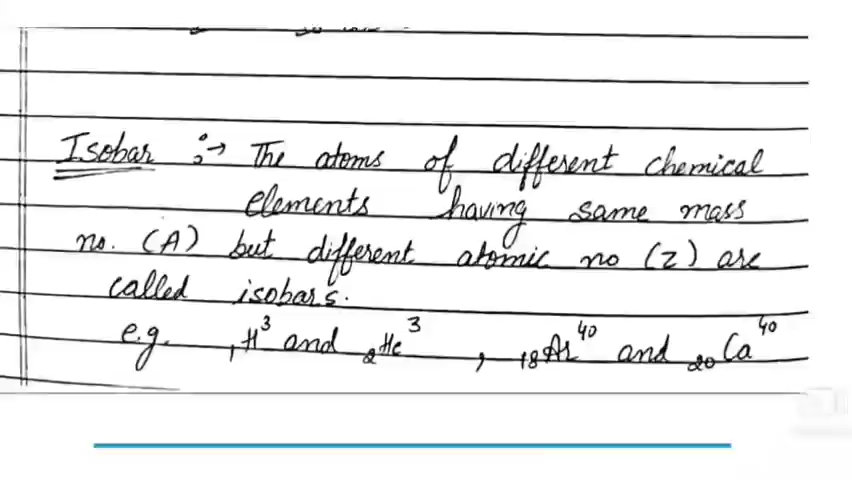 Isobar :→ The atoms of different chemical
elements having same mass
no. (A) but different atomic no (Z) are
called isobars.
e.g. ₁H³ and ₂He³ , ₁₈Ar⁴⁰ and ₂₀Ca⁴⁰